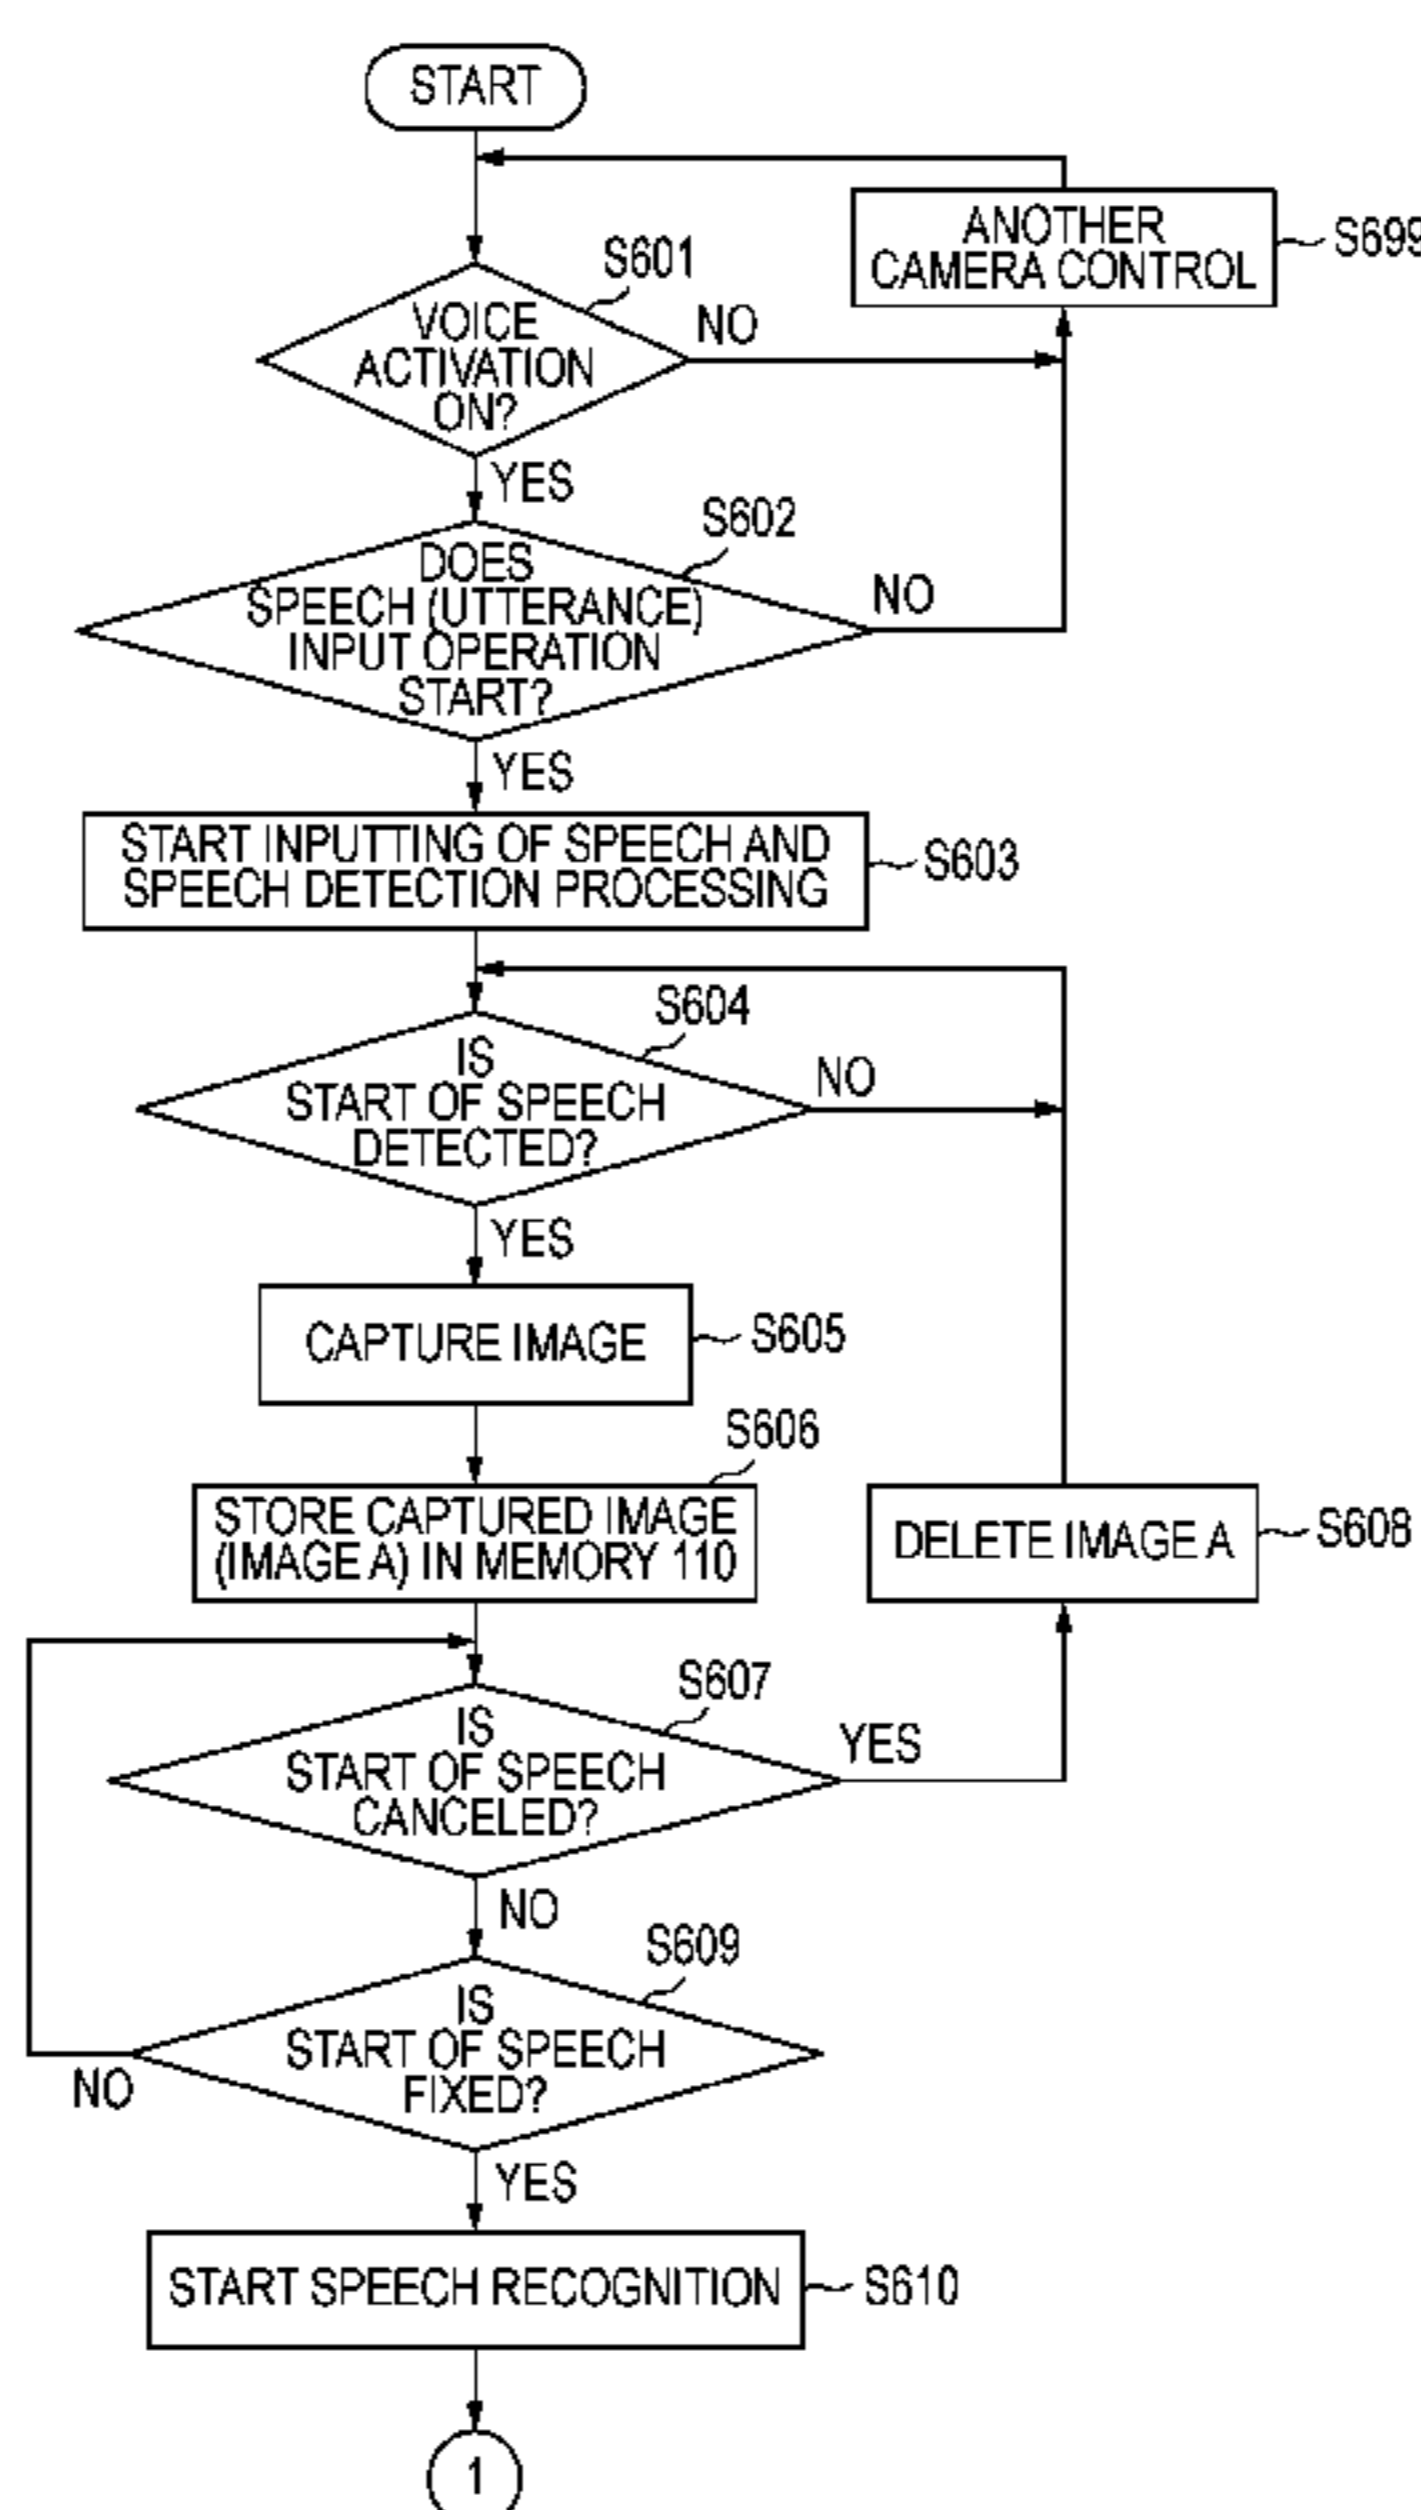 START
ANOTHER
CAMERA CONTROL
S699
S601
VOICE
ACTIVATION
ON?
NO
YES
S602
DOES
SPEECH (UTTERANCE)
INPUT OPERATION
START?
NO
YES
START INPUTTING OF SPEECH AND
SPEECH DETECTION PROCESSING
S603
S604
IS
START OF SPEECH
DETECTED?
NO
YES
CAPTURE IMAGE
S605
S606
STORE CAPTURED IMAGE
(IMAGE A) IN MEMORY 110
DELETE IMAGE A
S608
S607
IS
START OF SPEECH
CANCELED?
YES
NO
S609
IS
START OF SPEECH
FIXED?
NO
YES
START SPEECH RECOGNITION
S610
1